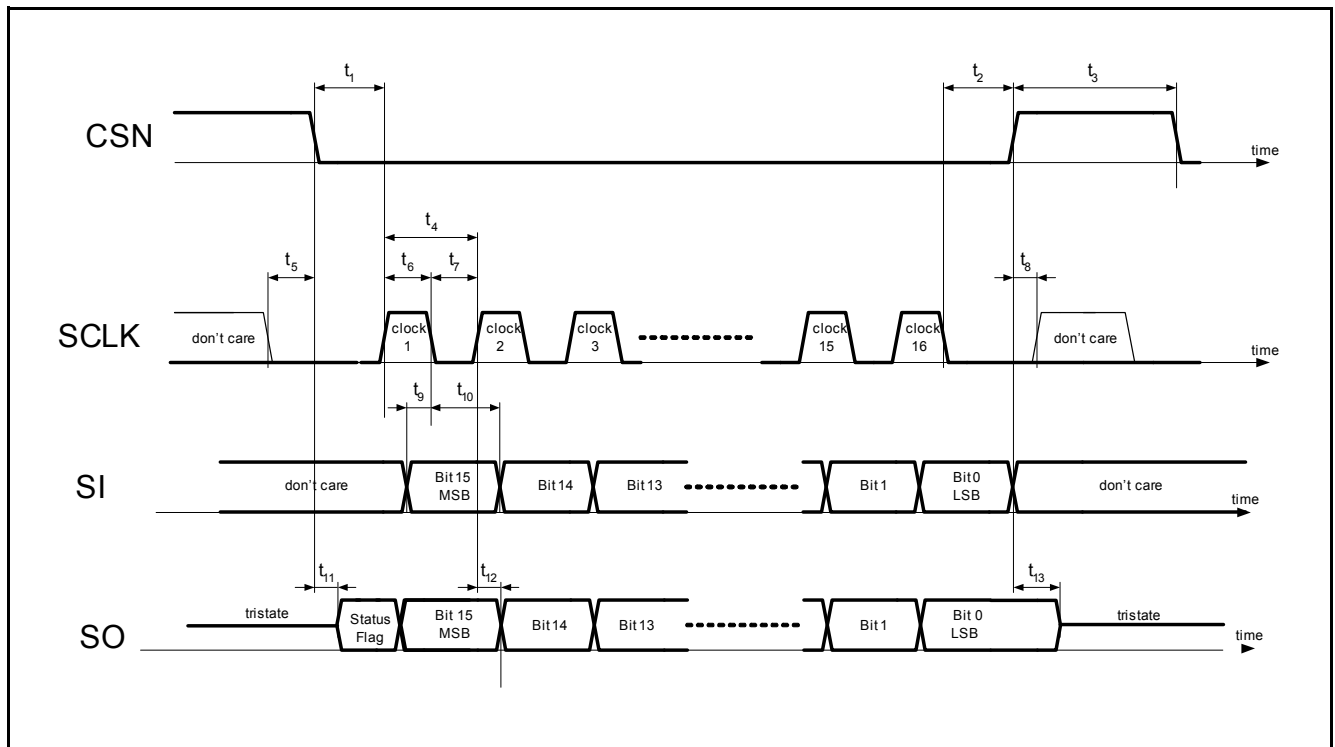 t1
t2
t3
CSN
time
t4
t5
t6
t7
t8
SCLK
don't care
clock
1
clock
2
clock
3
clock
15
clock
16
don't care
time
t9
t10
SI
don't care
Bit 15
MSB
Bit 14
Bit 13
Bit 1
Bit 0
LSB
don't care
time
t11
t12
t13
SO
tristate
Status
Flag
Bit 15
MSB
Bit 14
Bit 13
Bit 1
Bit 0
LSB
tristate
time